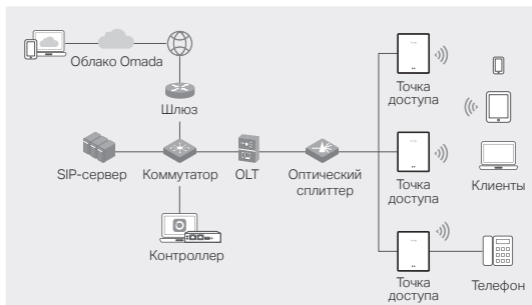 Облако Omada
Шлюз
SIP-сервер
Коммутатор
OLT
Оптический
сплиттер
Контроллер
Точка
доступа
Точка
доступа
Точка
доступа
Клиенты
Телефон